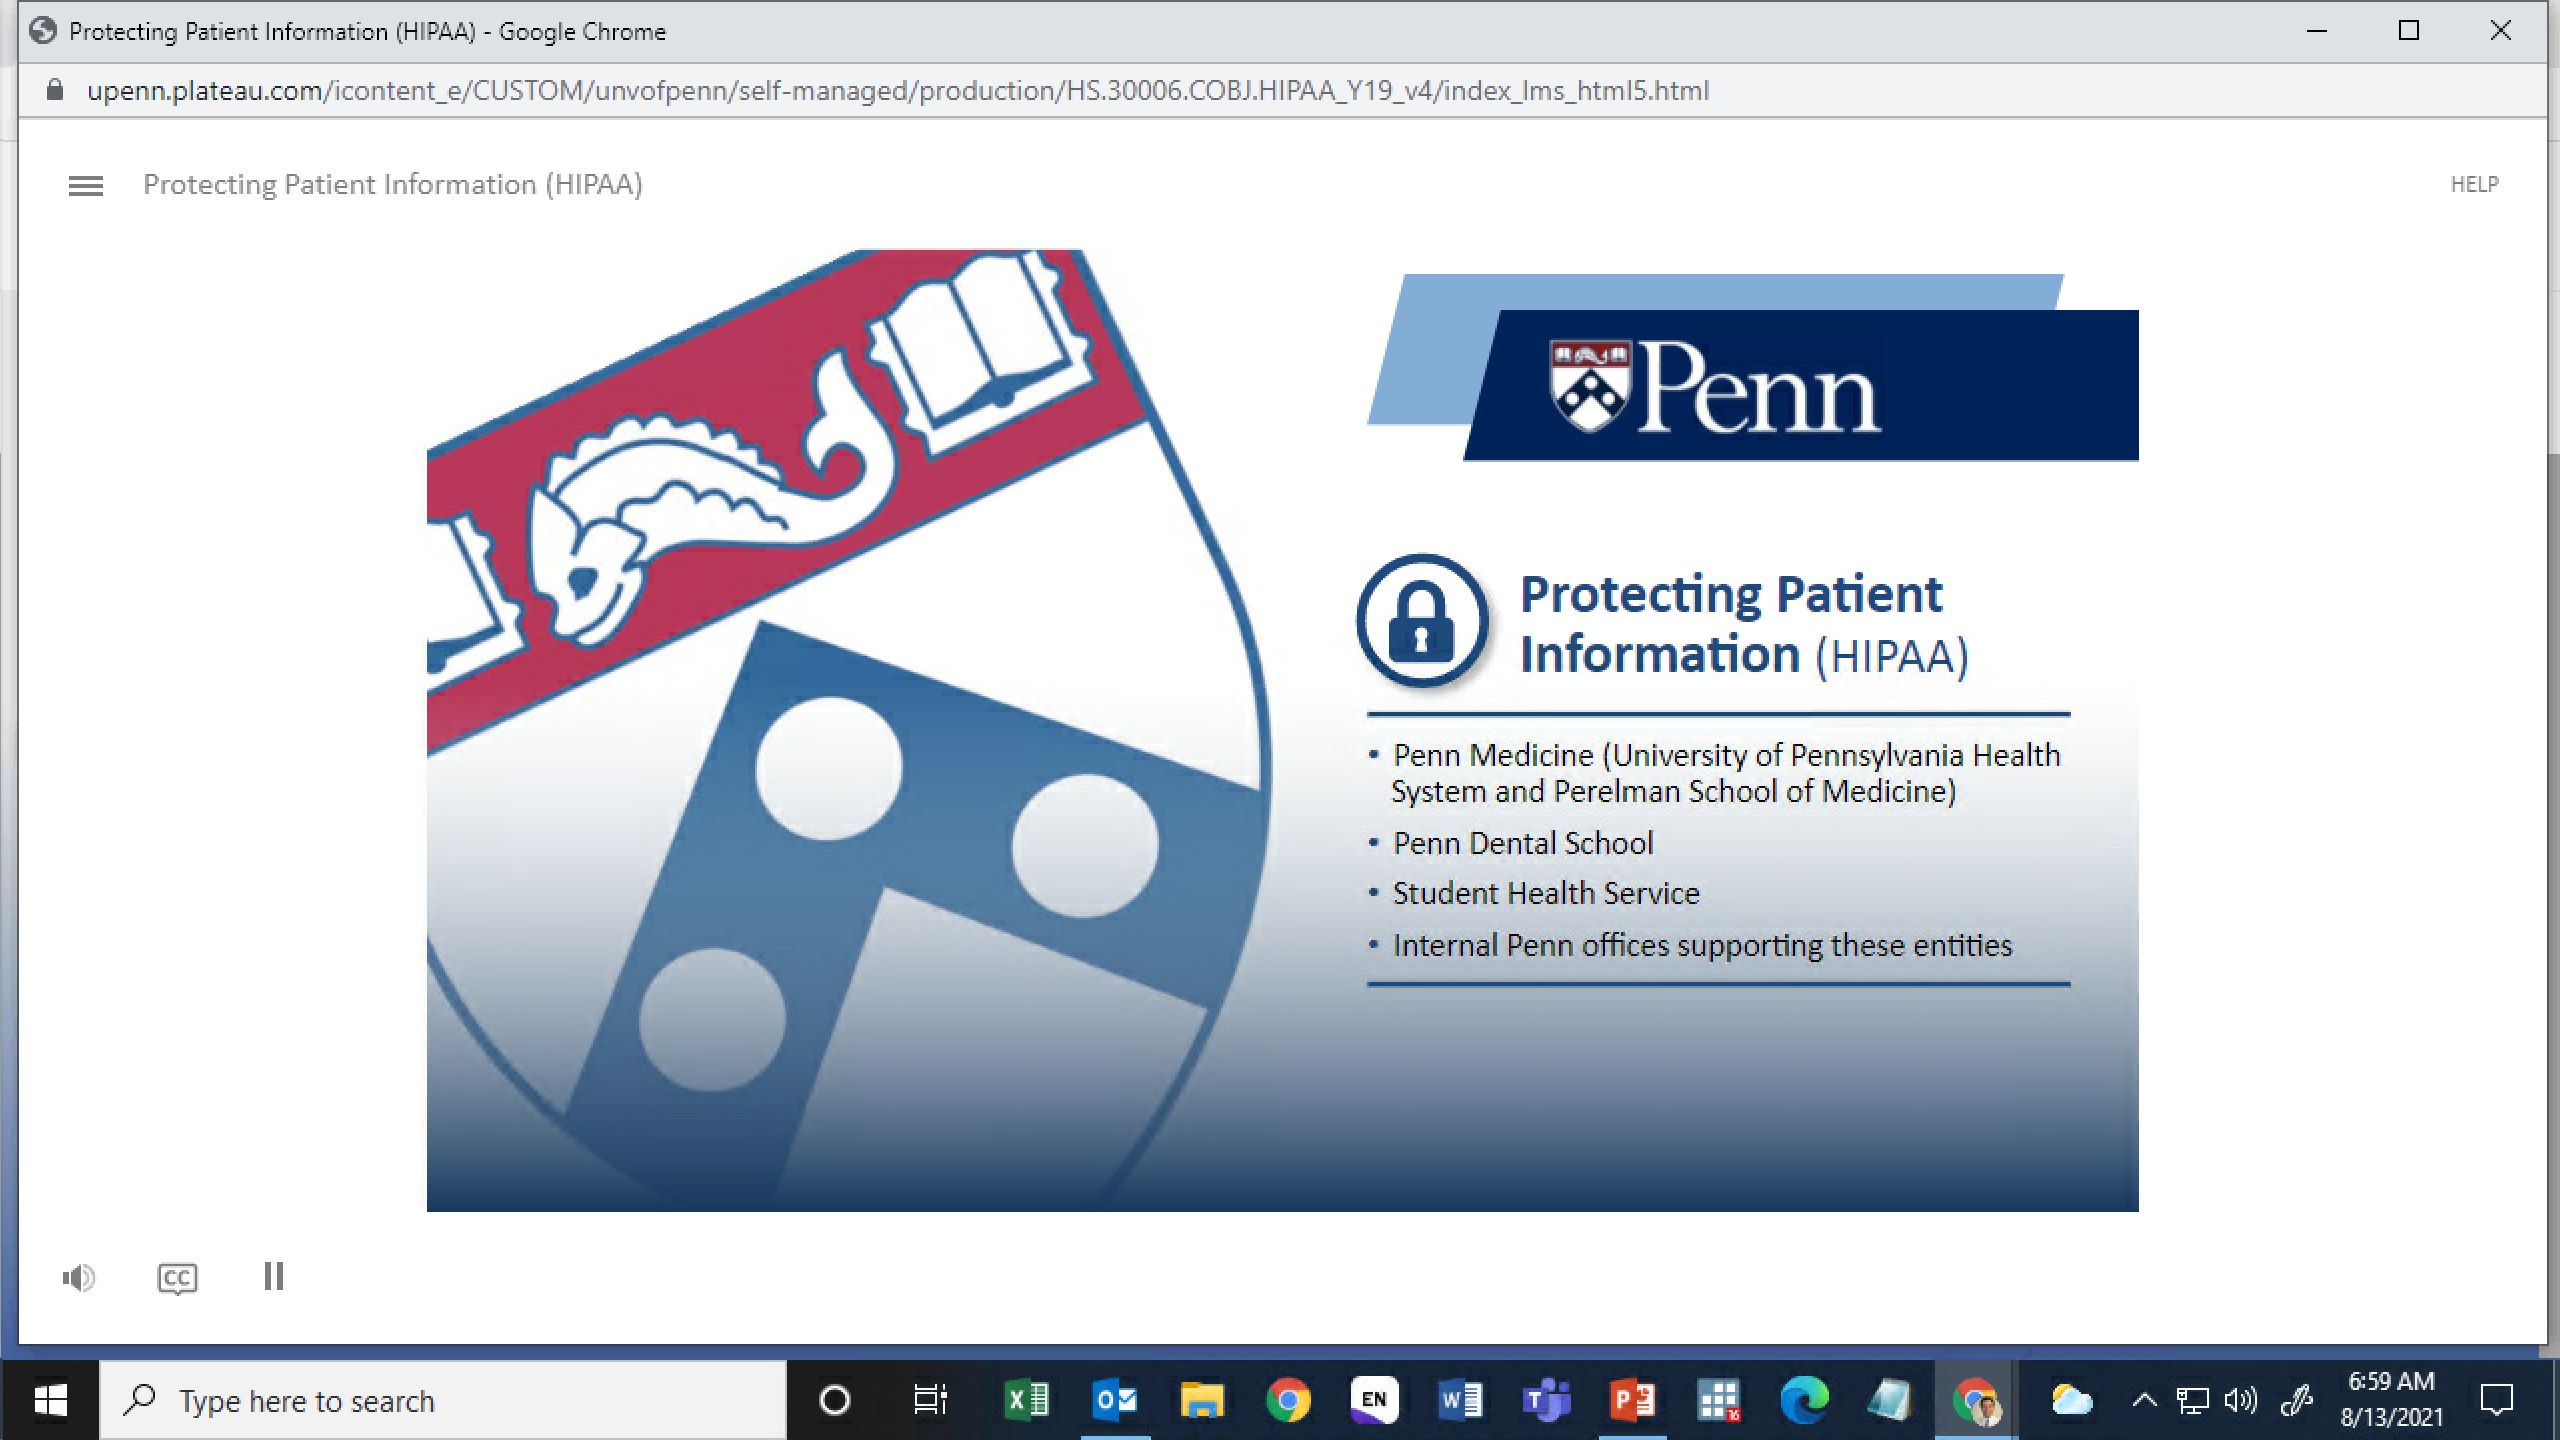 Protecting Patient Information (HIPAA) - Google Chrome
upenn.plateau.com/icontent_e/CUSTOM/unvofpenn/self-managed/production/HS.30006.COBJ.HIPAA_Y19_v4/index_lms_html5.html
Protecting Patient Information (HIPAA)
HELP
Penn
Protecting Patient
Information (HIPAA)
• Penn Medicine (University of Pennsylvania Health
System and Perelman School of Medicine)
• Penn Dental School
• Student Health Service
• Internal Penn offices supporting these entities
CC
Type here to search
EN
16
6:59 AM
8/13/2021